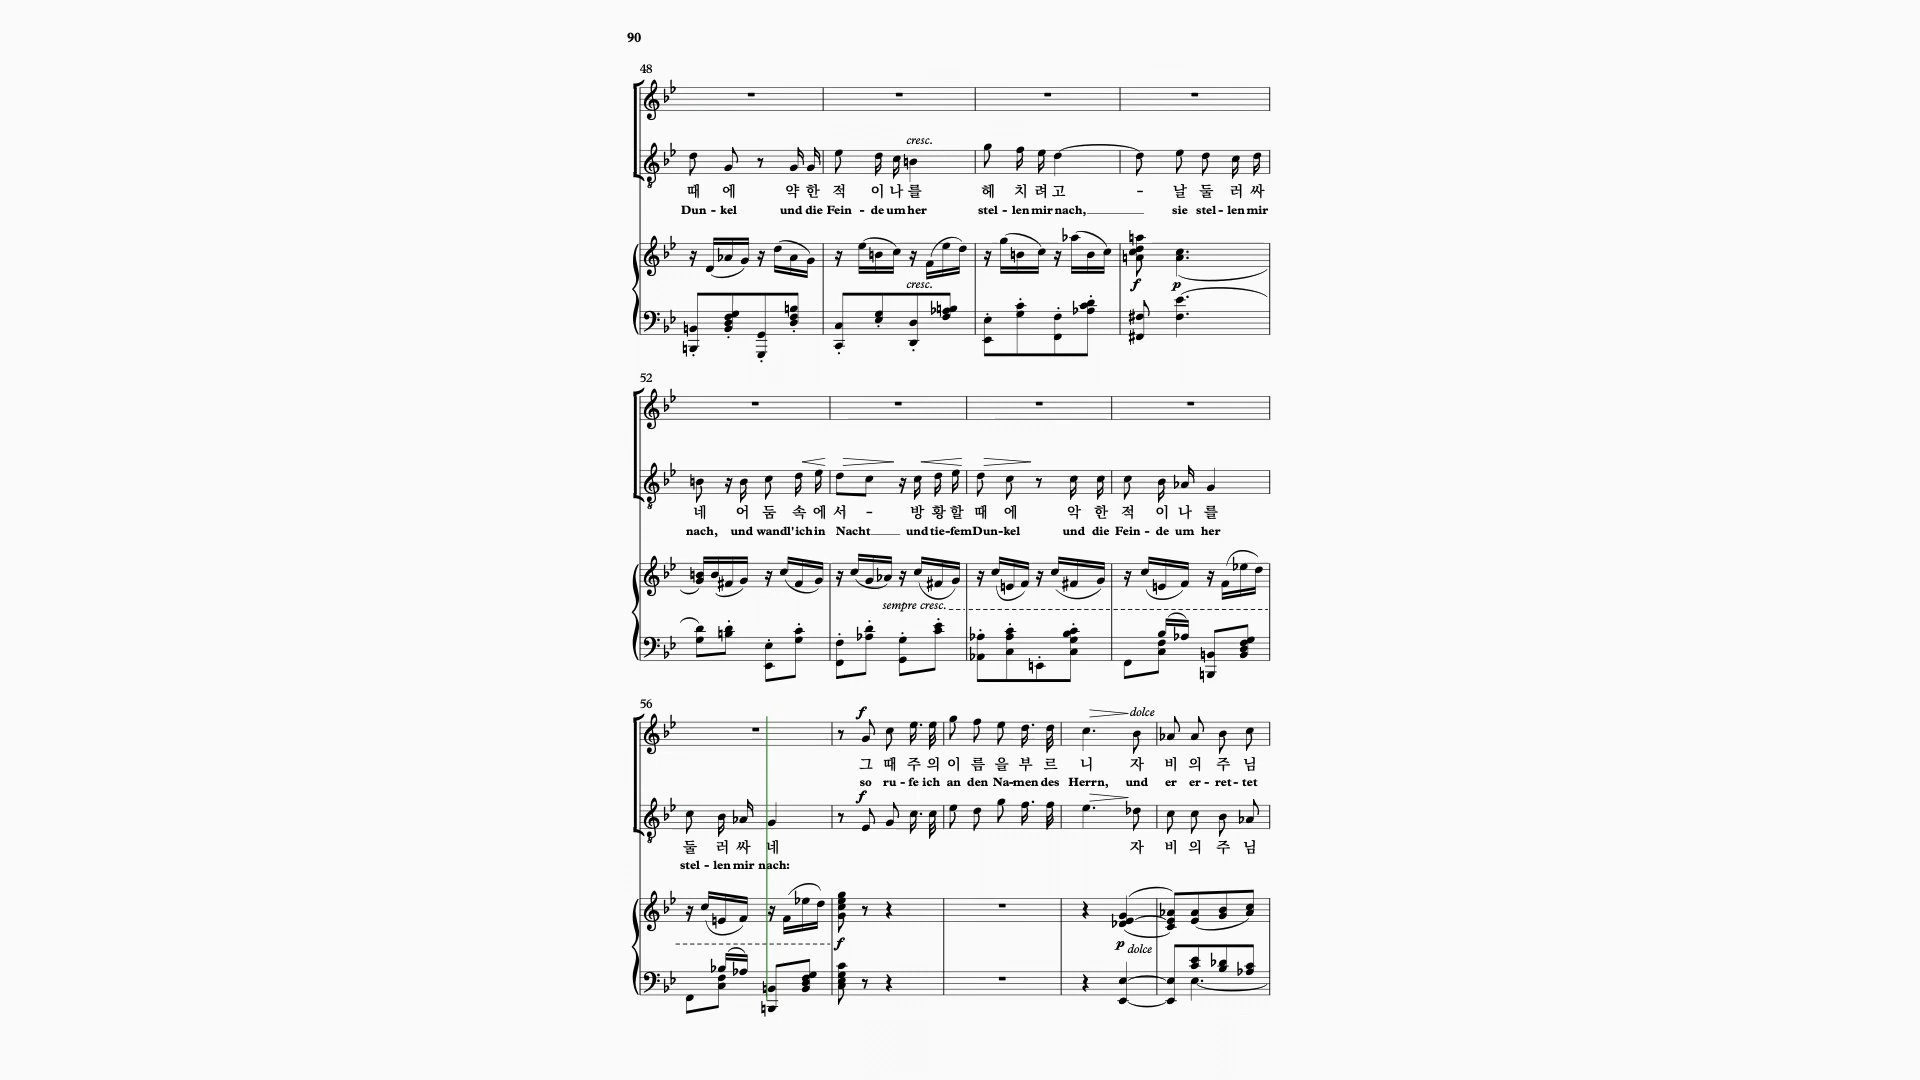 90
48
cresc.
때 에 약 한 적 이 나 를 헤 치 려 고 - 날 둘 러 싸
Dun - kel und die Fein - de um her stel - len mir nach, sie stel - len mir
cresc.
f p
52
네 어 둠 속 에 서 - 방 황 할 때 에 악 한 적 이 나 를
nach, und wandl'ich in Nacht und tie - fem Dun - kel und die Fein - de um her
sempre cresc.
56
f dolce
그 때 주 의 이 름 을 부 르 니 자 비 의 주 님
so ru - fe ich an den Na - men des Herrn, und er er - ret - tet
f
둘 러 싸 네 자 비 의 주 님
stel - len mir nach:
f p dolce